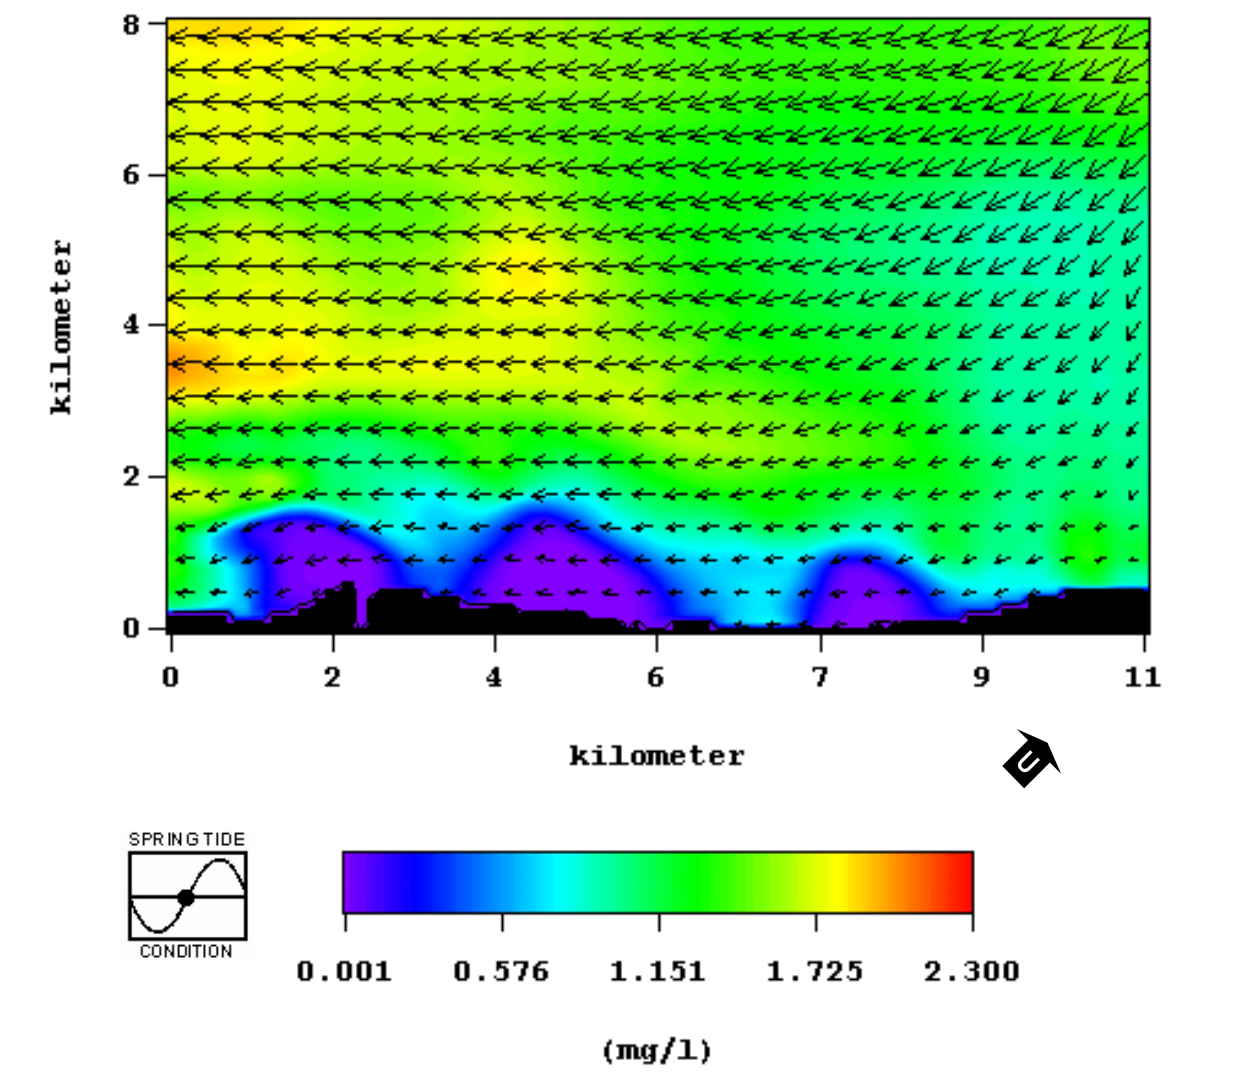 8
6
4
2
0
kilometer
0 2 4 6 7 9 11
kilometer
U
SPRING TIDE
CONDITION
0.001 0.576 1.151 1.725 2.300
(mg/l)